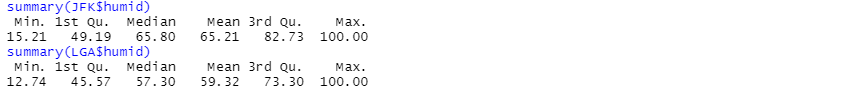 summary(JFK$humid)
Min. 1st Qu. Median Mean 3rd Qu. Max.
15.21 49.19 65.80 65.21 82.73 100.00
summary(LGA$humid)
Min. 1st Qu. Median Mean 3rd Qu. Max.
12.74 45.57 57.30 59.32 73.30 100.00